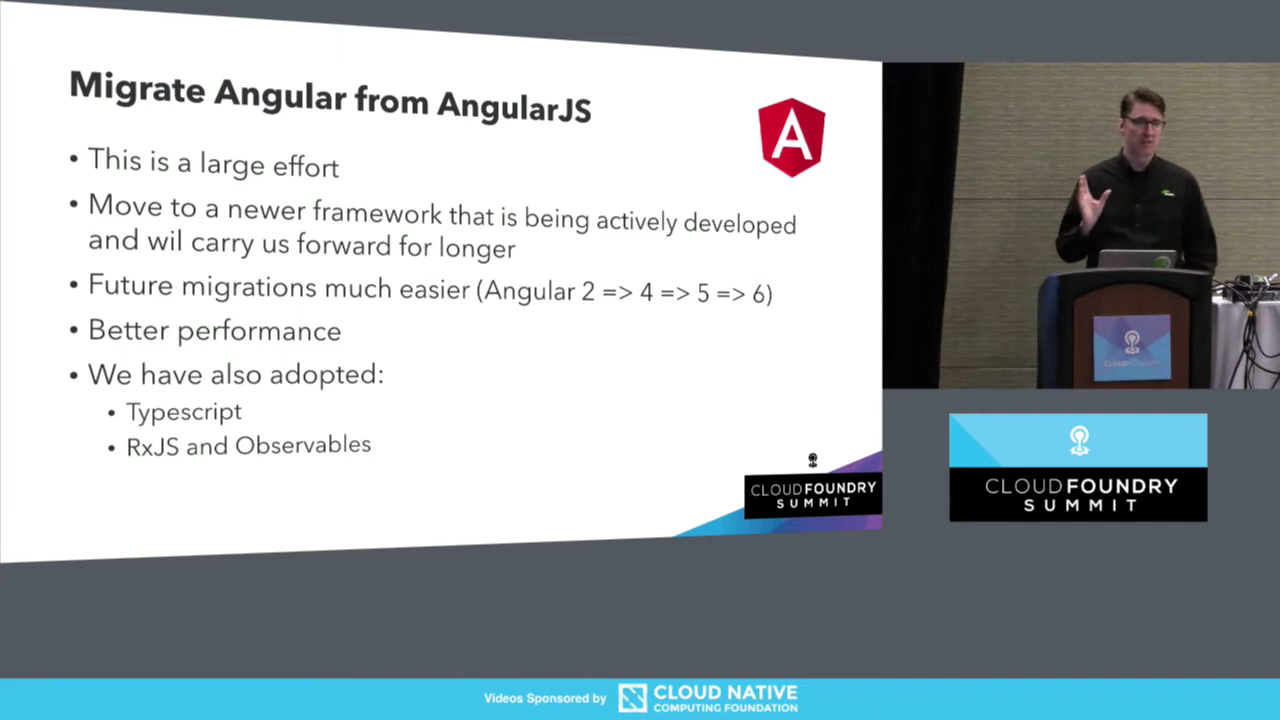 Migrate Angular from AngularJS
• This is a large effort
• Move to a newer framework that is being actively developed
and wil carry us forward for longer
• Future migrations much easier (Angular 2 => 4 => 5 => 6)
• Better performance
• We have also adopted:
• Typescript
• RxJS and Observables
A
CLOUDFOUNDRY
SUMMIT
CLOUDFOUNDRY
CLOUDFOUNDRY
SUMMIT
Videos Sponsored by
CLOUD NATIVE
COMPUTING FOUNDATION